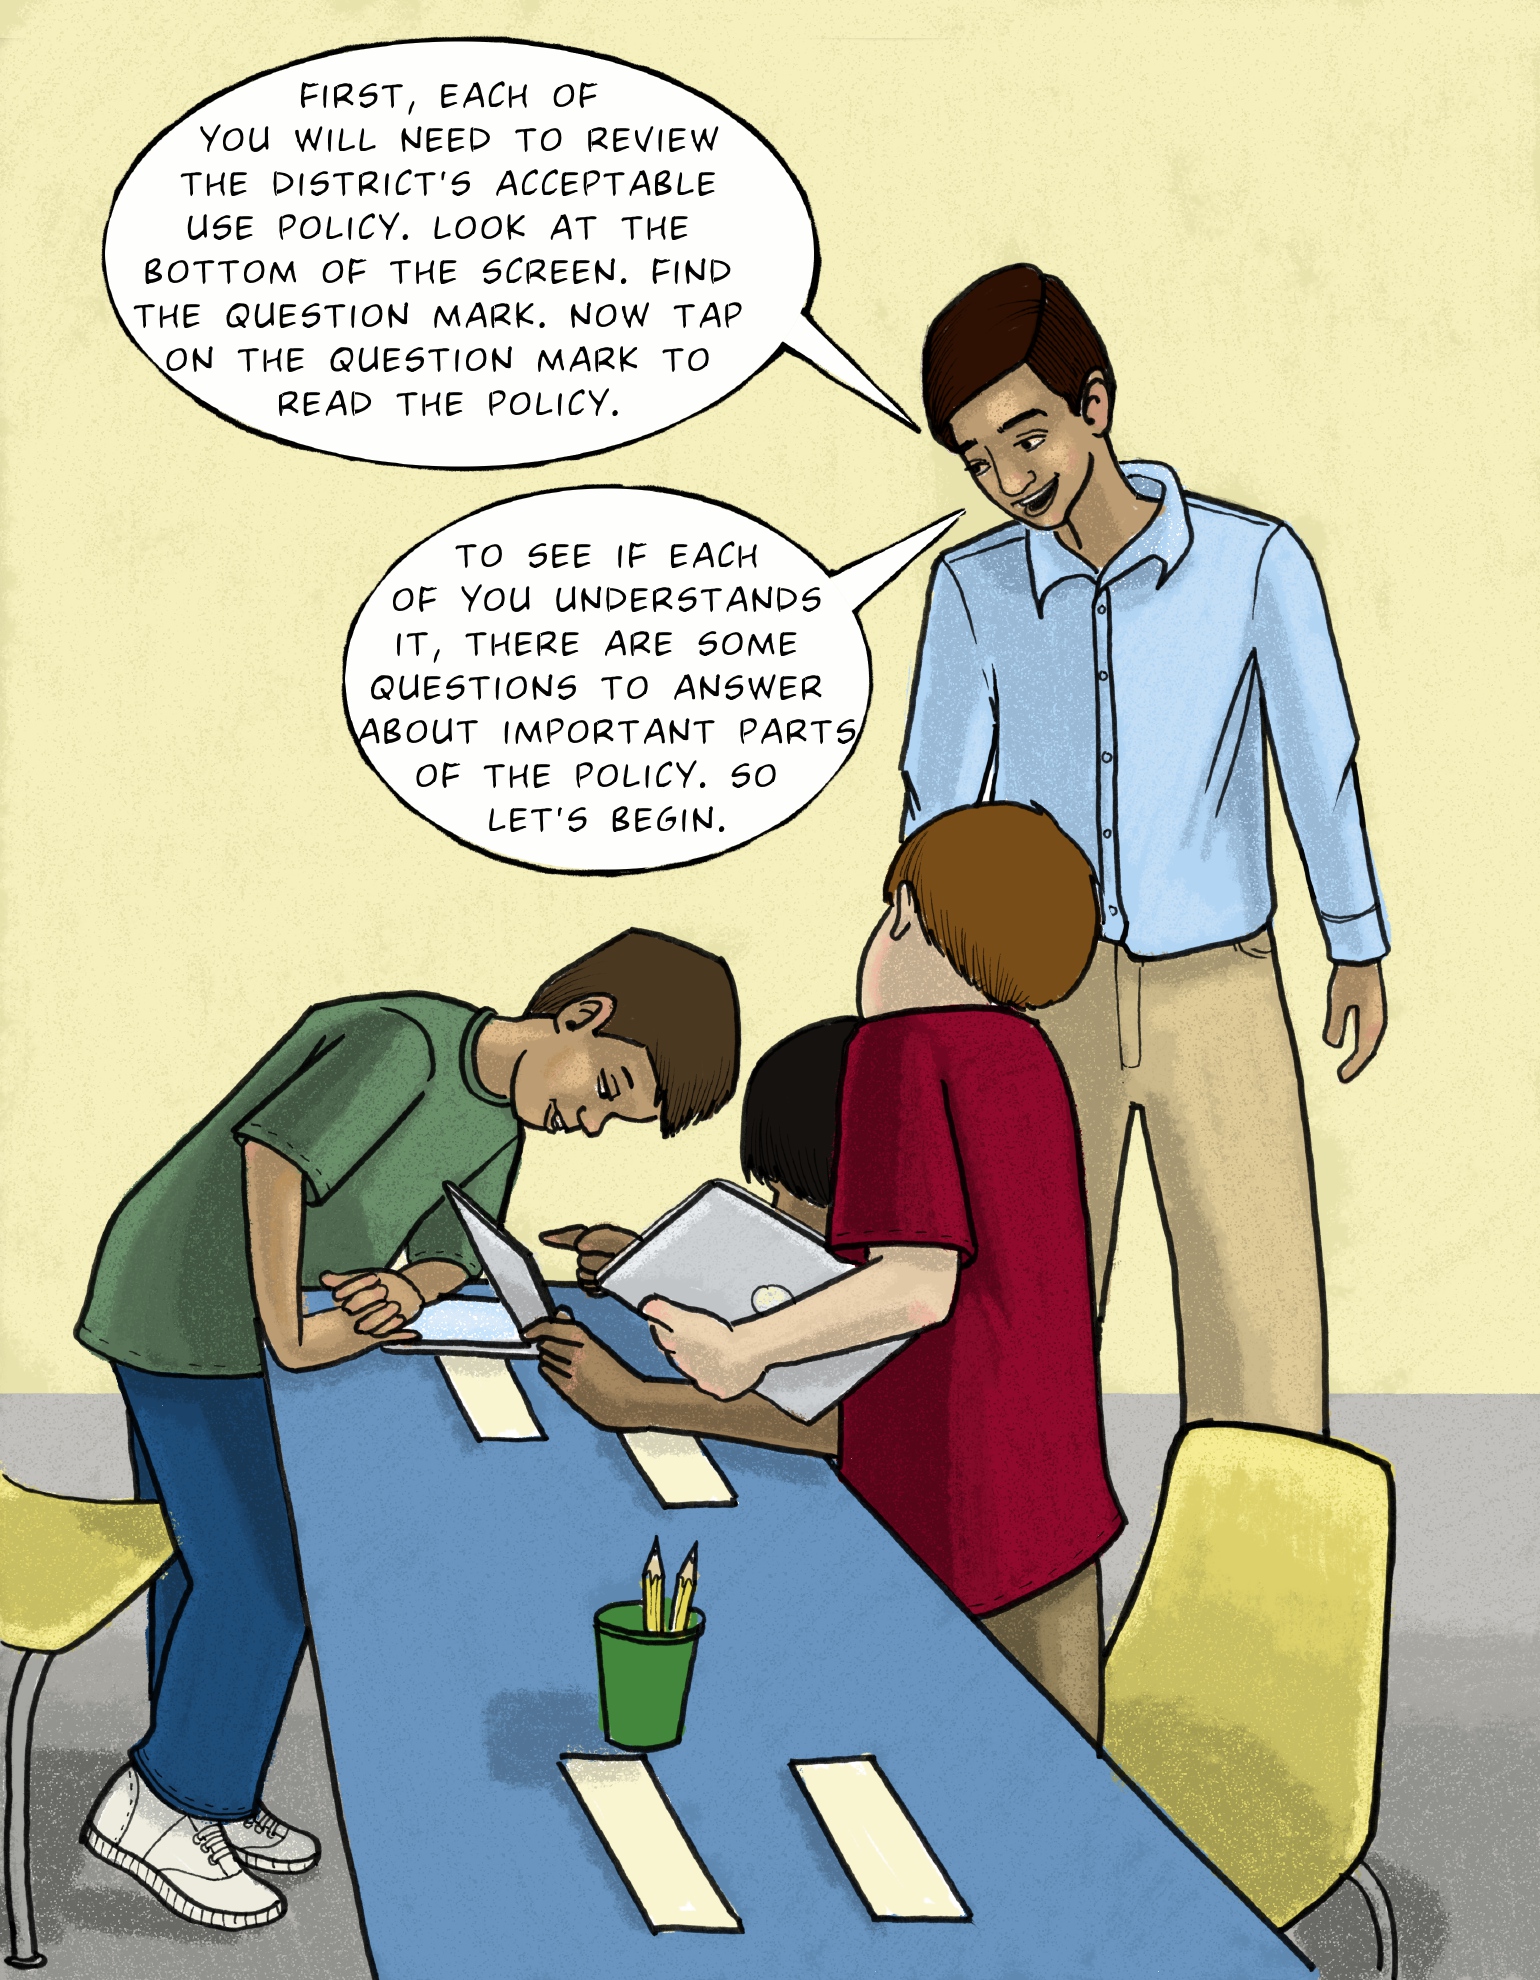 FIRST, EACH OF
YOU WILL NEED TO REVIEW
THE DISTRICT'S ACCEPTABLE
USE POLICY. LOOK AT THE
BOTTOM OF THE SCREEN. FIND
THE QUESTION MARK. NOW TAP
ON THE QUESTION MARK TO
READ THE POLICY.
TO SEE IF EACH
OF YOU UNDERSTANDS
IT, THERE ARE SOME
QUESTIONS TO ANSWER
ABOUT IMPORTANT PARTS
OF THE POLICY. SO
LET'S BEGIN.